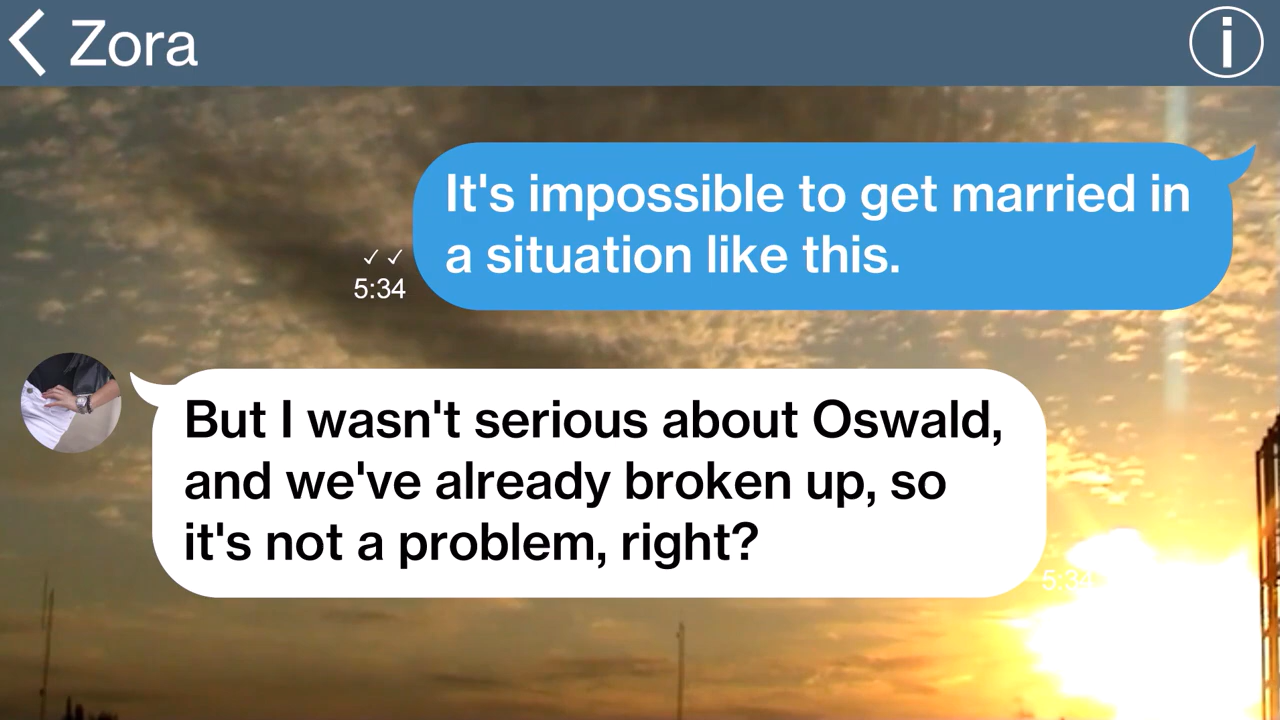 Zora
It's impossible to get married in
a situation like this.
5:34
But I wasn't serious about Oswald,
and we've already broken up, so
it's not a problem, right?
5:34